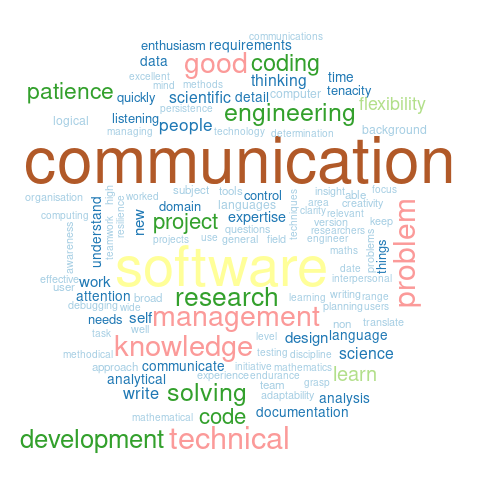 communications
enthusiasm requirements
data good coding
excellent mind methods thinking time
patience quickly scientific detail computer tenacity
persistence flexibility
logical listening people engineering
managing technology determination background
communication
organisation high worked subject tools control insight able focus
resilience languages techniques area creativity
computing new domain expertise clarity relevant
understand teamwork project questions version keep
awareness projects use general field engineer researchers problem
maths problems things
software
effective work date interpersonal
user attention broad research learning writing range
debugging wide management planning users
needs self design language non translate
task well level
methodical knowledge testing discipline science
approach communicate initiative mathematics
analytical experience endurance grasp learn
write solving team adaptability analysis
mathematical code documentation
development technical